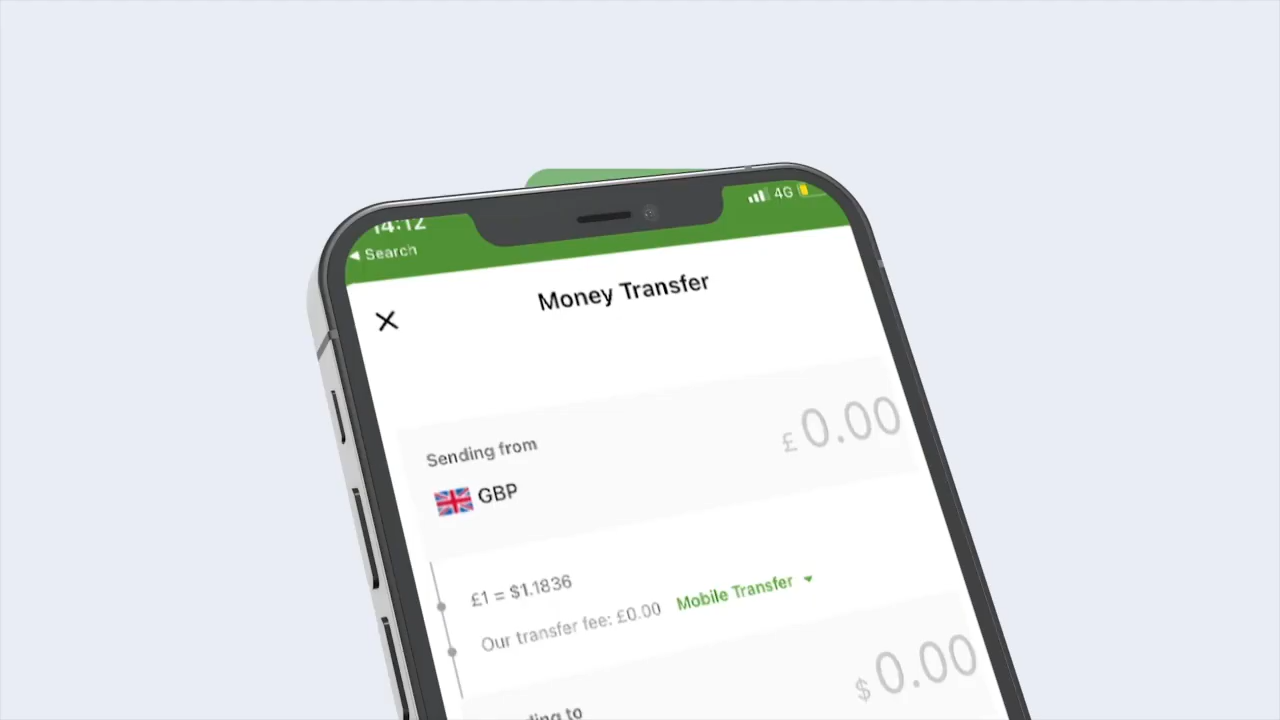 14:12
4G
Search
Money Transfer
Sending from
£ 0.00
GBP
£1 = $1.1836
Our transfer fee: £0.00 Mobile Transfer
$ 0.00
to